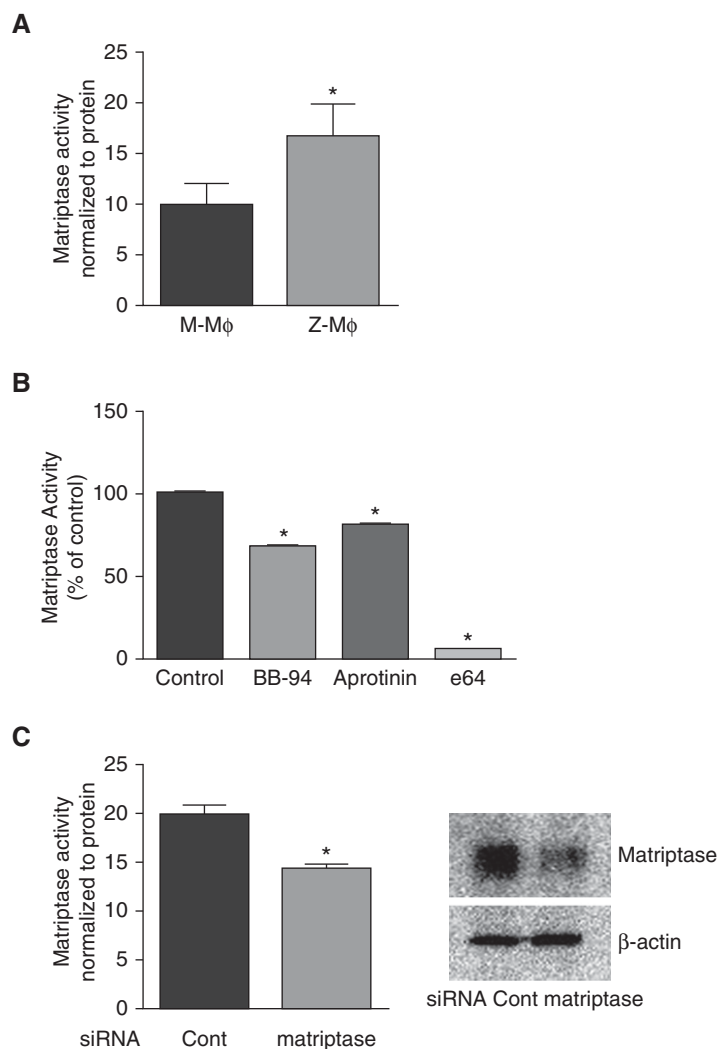 A
Matriptase activity
normalized to protein
25
20
15
10
5
0
*
M-Mϕ
Z-Mϕ
B
Matriptase Activity
(% of control)
150
100
50
0
*
*
*
Control
BB-94
Aprotinin
e64
C
Matriptase activity
normalized to protein
25
20
15
10
5
0
*
siRNA
Cont
matriptase
Matriptase
β-actin
siRNA Cont matriptase